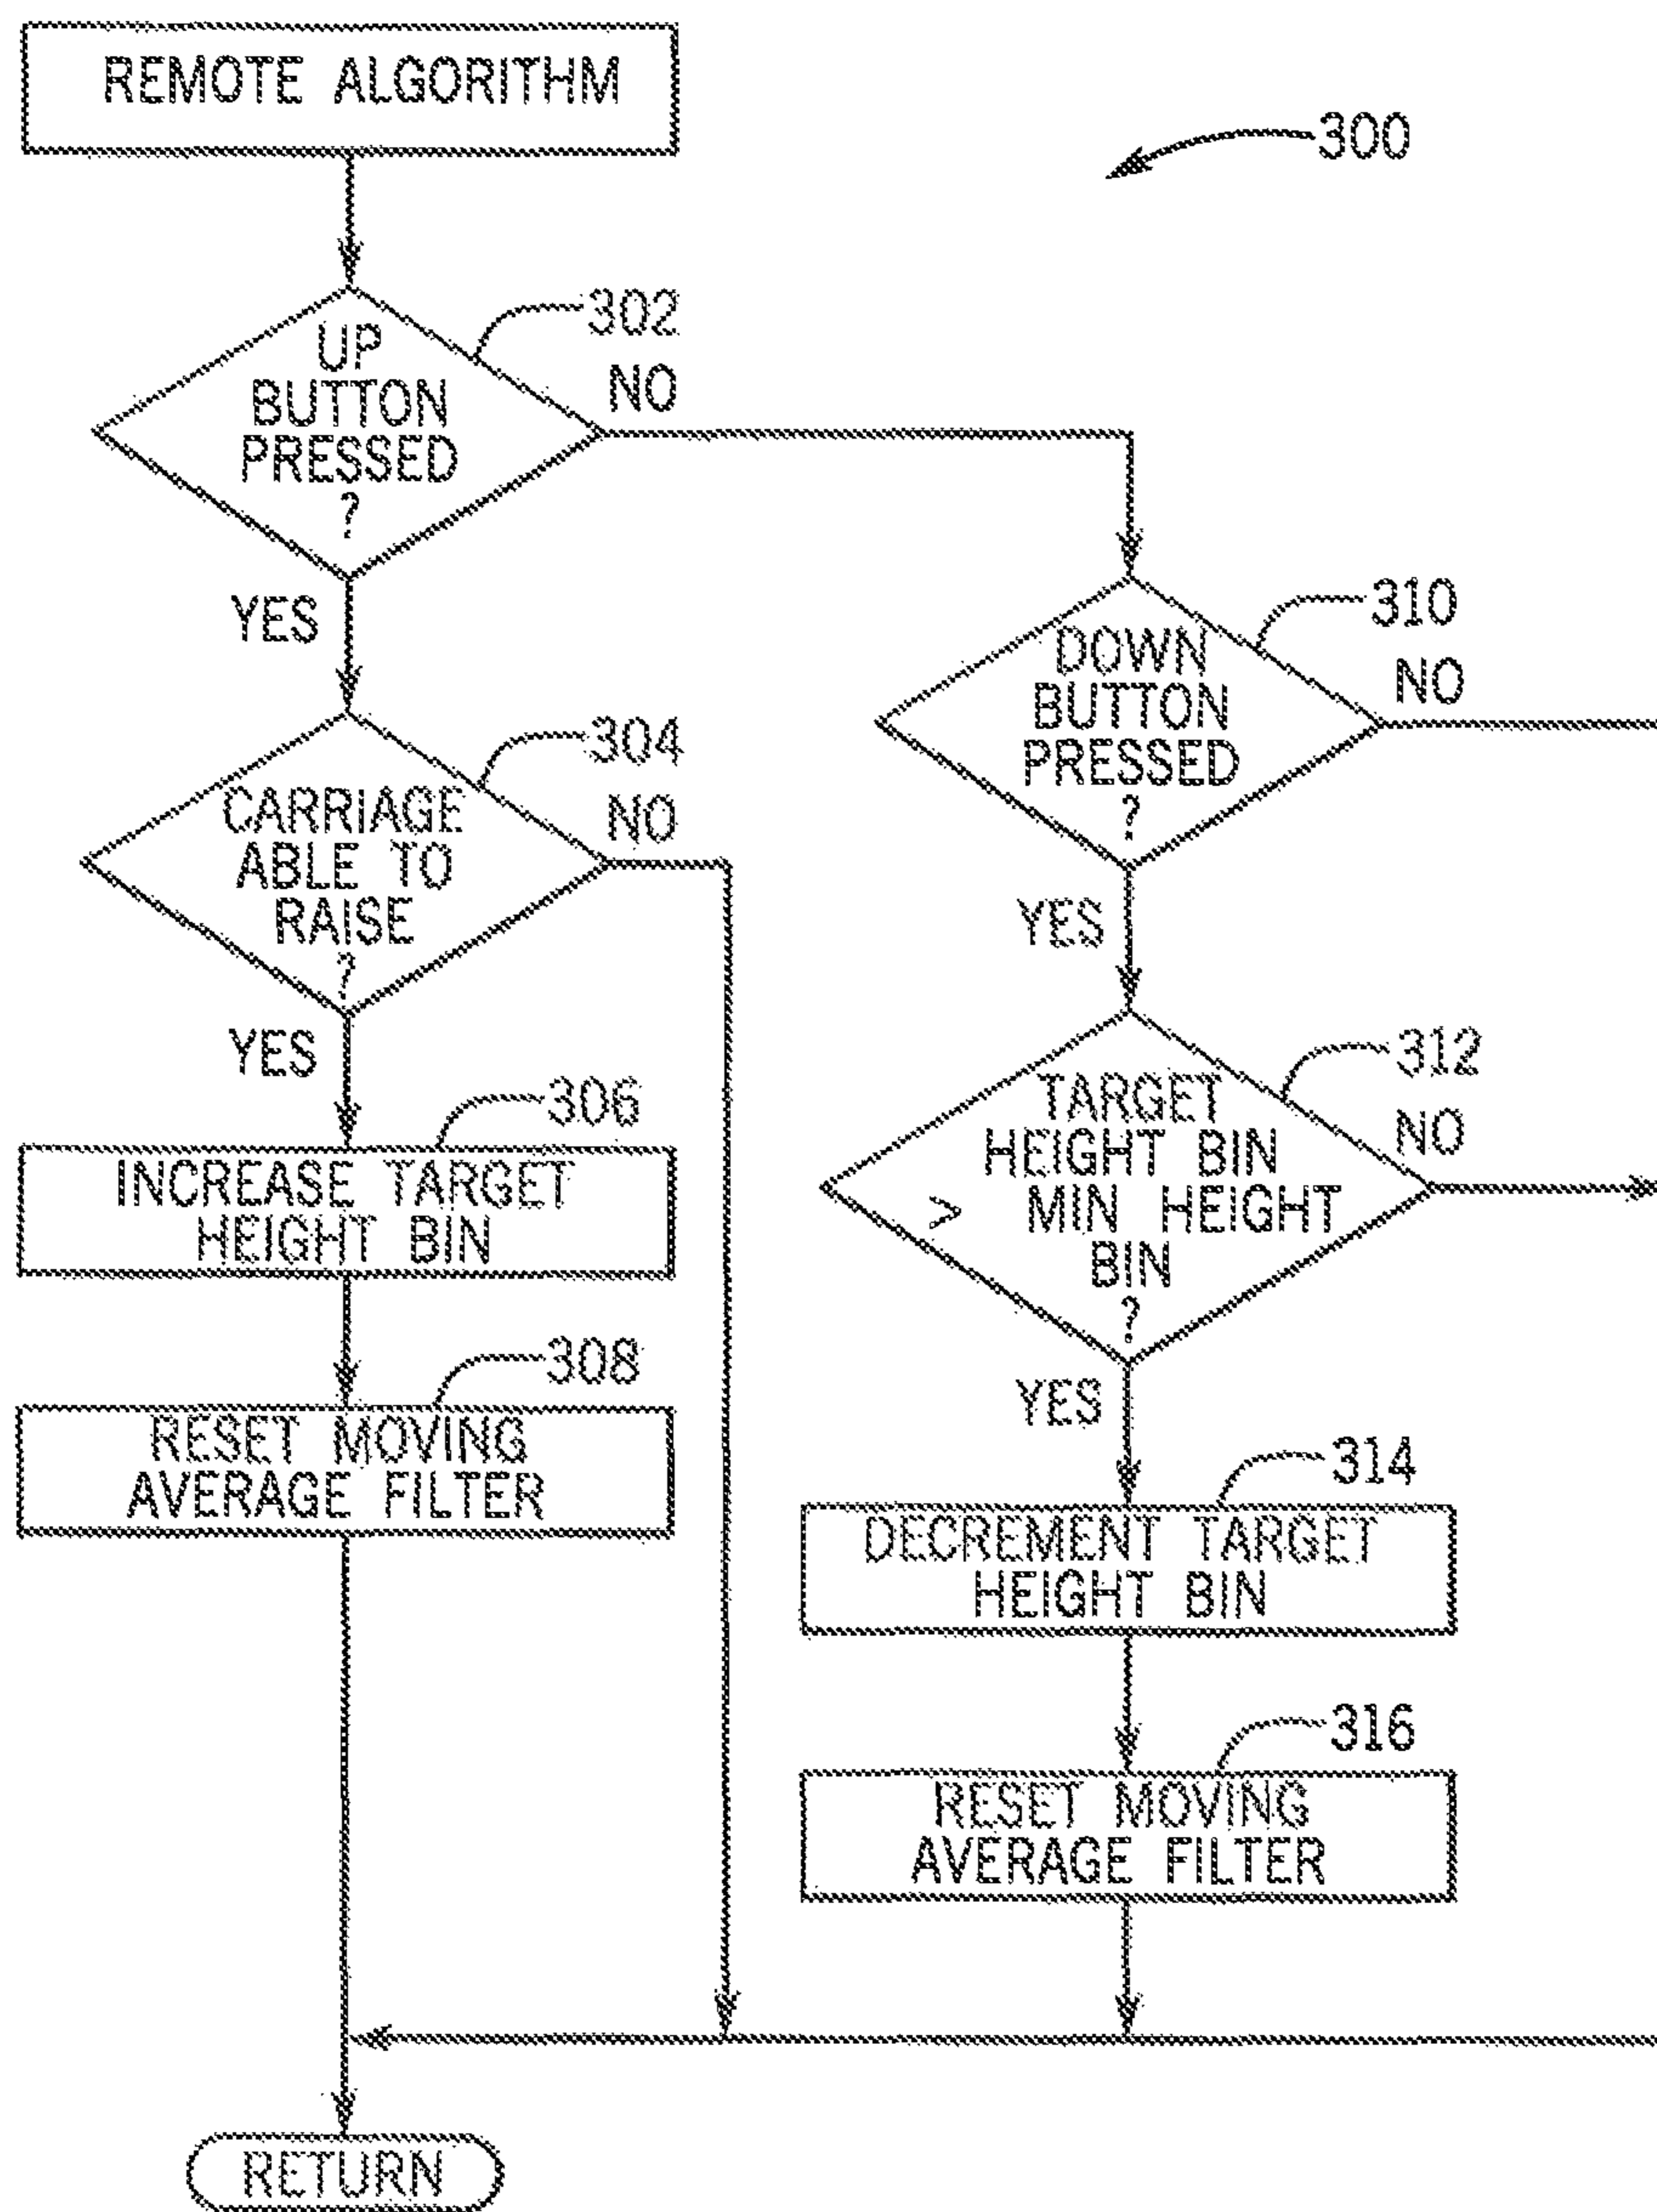 REMOTE ALGORITHM
300
302
UP
BUTTON
PRESSED
?
NO
YES
304
CARRIAGE
ABLE TO
RAISE
?
NO
YES
306
INCREASE TARGET
HEIGHT BIN
308
RESET MOVING
AVERAGE FILTER
310
DOWN
BUTTON
PRESSED
?
NO
YES
312
TARGET
HEIGHT BIN
> MIN HEIGHT
BIN
?
NO
YES
314
DECREMENT TARGET
HEIGHT BIN
316
RESET MOVING
AVERAGE FILTER
RETURN